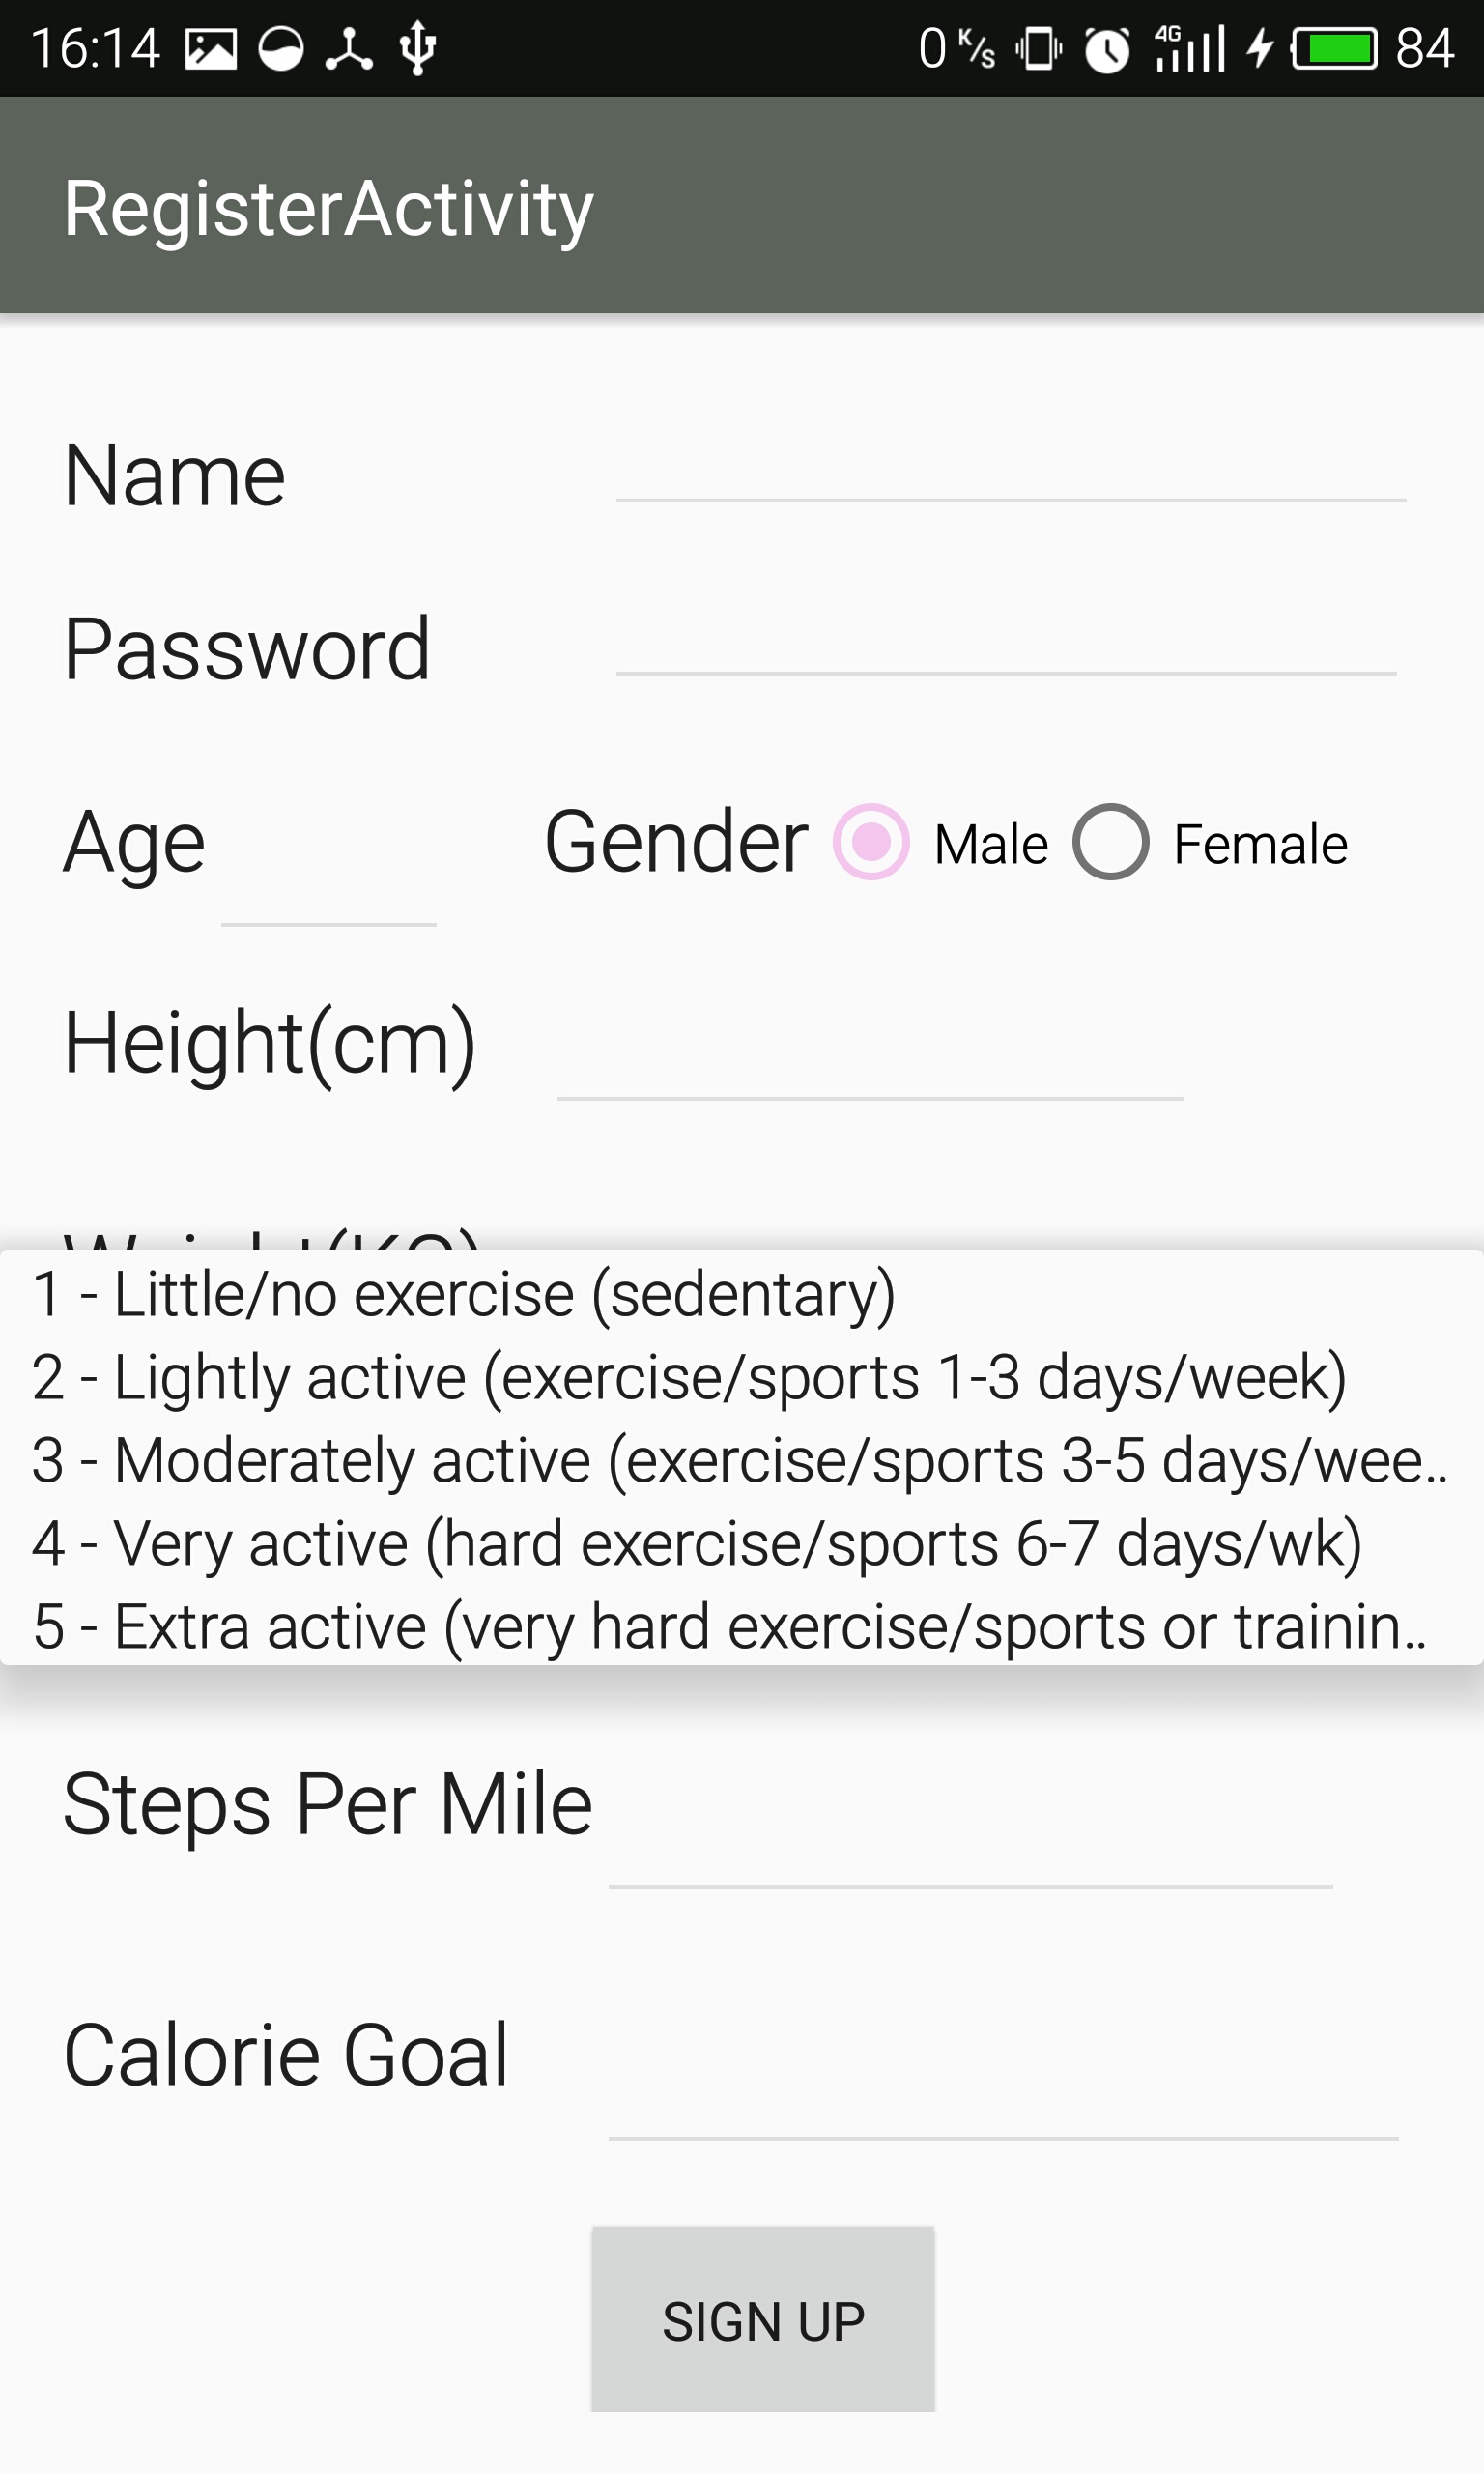 16:14 0 K/s 4G 84
RegisterActivity
Name
Password
Age Gender Male Female
Height(cm)
1 - Little/no exercise (sedentary)
2 - Lightly active (exercise/sports 1-3 days/week)
3 - Moderately active (exercise/sports 3-5 days/wee..
4 - Very active (hard exercise/sports 6-7 days/wk)
5 - Extra active (very hard exercise/sports or trainin..
Steps Per Mile
Calorie Goal
SIGN UP